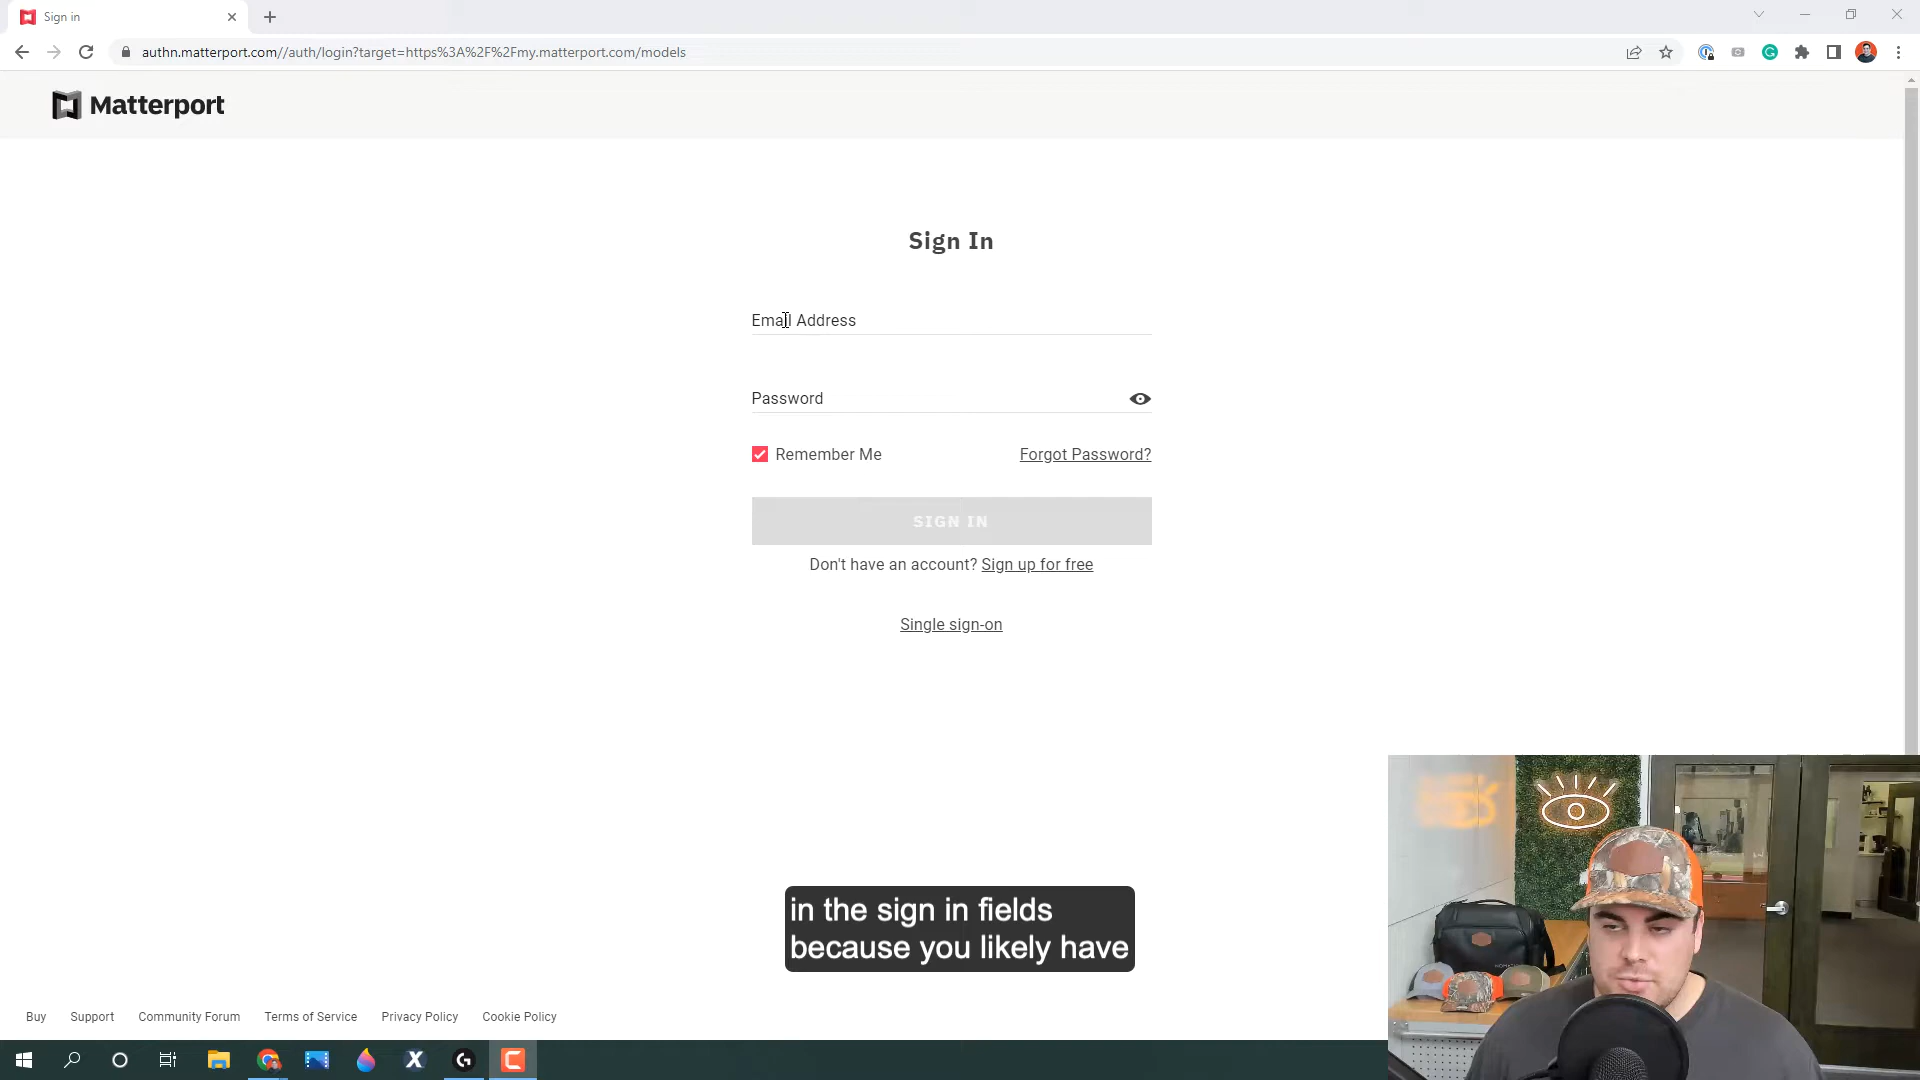 Sign in
authn.matterport.com//auth/login?target=https%3A%2F%2Fmy.matterport.com/models
Matterport
Sign In
Email Address
Password
Remember Me
Forgot Password?
SIGN IN
Don't have an account? Sign up for free
Single sign-on
in the sign in fields
because you likely have
Buy
Support
Community Forum
Terms of Service
Privacy Policy
Cookie Policy